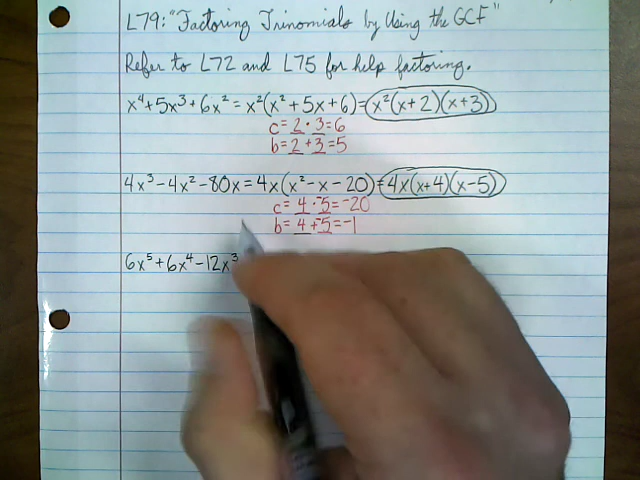 L79: "Factoring Trinomials by Using the GCF"
Refer to L72 and L75 for help factoring.
x⁴+5x³+6x²=x²(x²+5x+6)=x²(x+2)(x+3)
c=2·3=6
b=2+3=5
4x³-4x²-80x=4x(x²-x-20)=4x(x+4)(x-5)
c=4·-5=-20
b=4+-5=-1
6x⁵+6x⁴-12x³